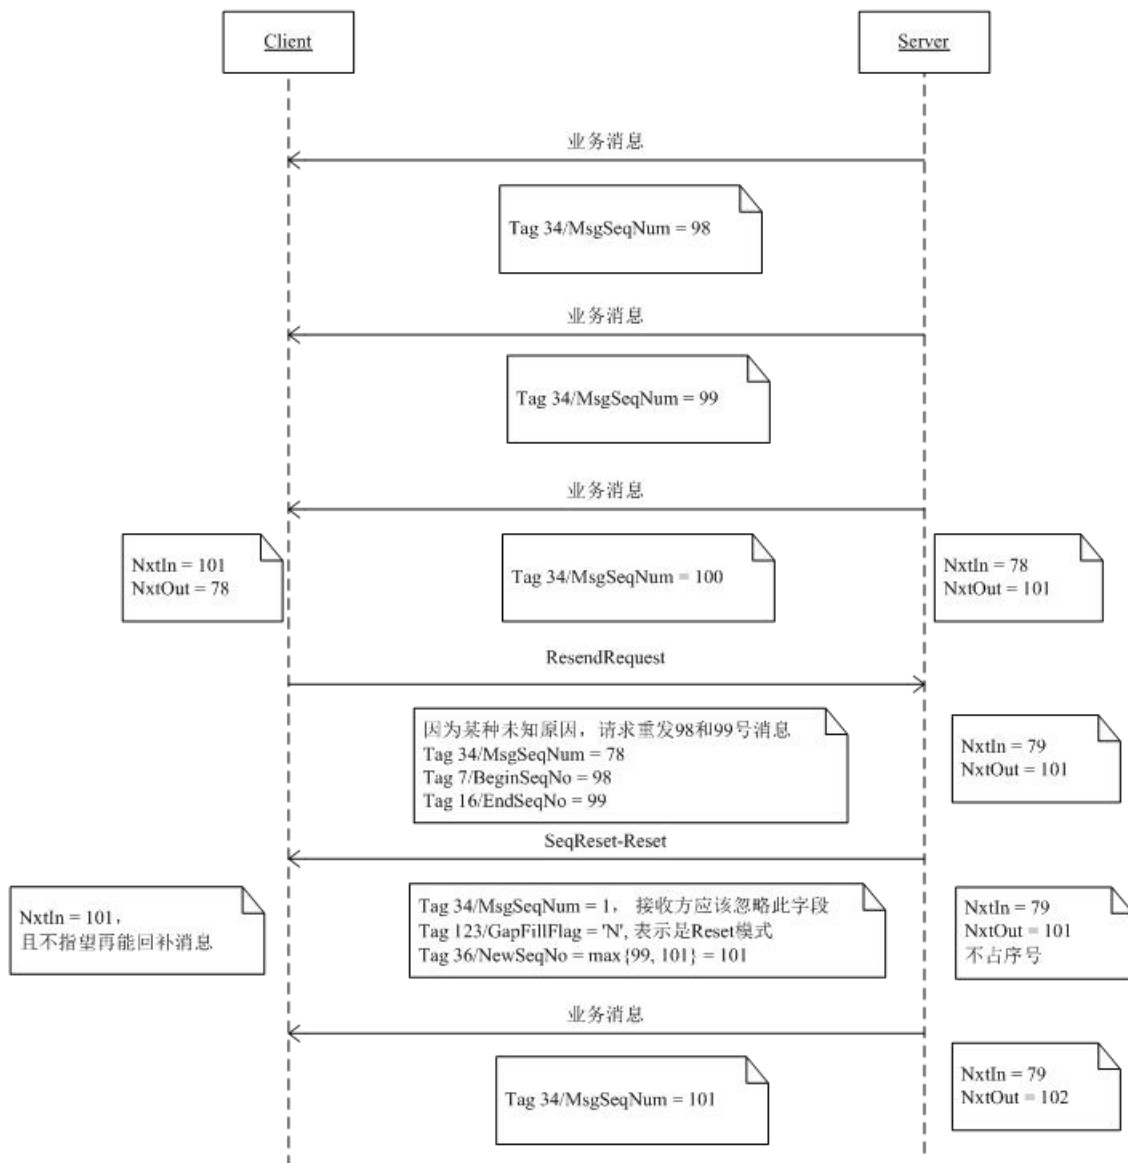 Client
Server
业务消息
Tag 34/MsgSeqNum = 98
业务消息
Tag 34/MsgSeqNum = 99
业务消息
NxtIn = 101
NxtOut = 78
Tag 34/MsgSeqNum = 100
NxtIn = 78
NxtOut = 101
ResendRequest
因为某种未知原因，请求重发98和99号消息
Tag 34/MsgSeqNum = 78
Tag 7/BeginSeqNo = 98
Tag 16/EndSeqNo = 99
NxtIn = 79
NxtOut = 101
SeqReset-Reset
NxtIn = 101，
且不指望再能回补消息
Tag 34/MsgSeqNum = 1， 接收方应该忽略此字段
Tag 123/GapFillFlag = 'N', 表示是Reset模式
Tag 36/NewSeqNo = max{99, 101} = 101
NxtIn = 79
NxtOut = 101
不占序号
业务消息
Tag 34/MsgSeqNum = 101
NxtIn = 79
NxtOut = 102